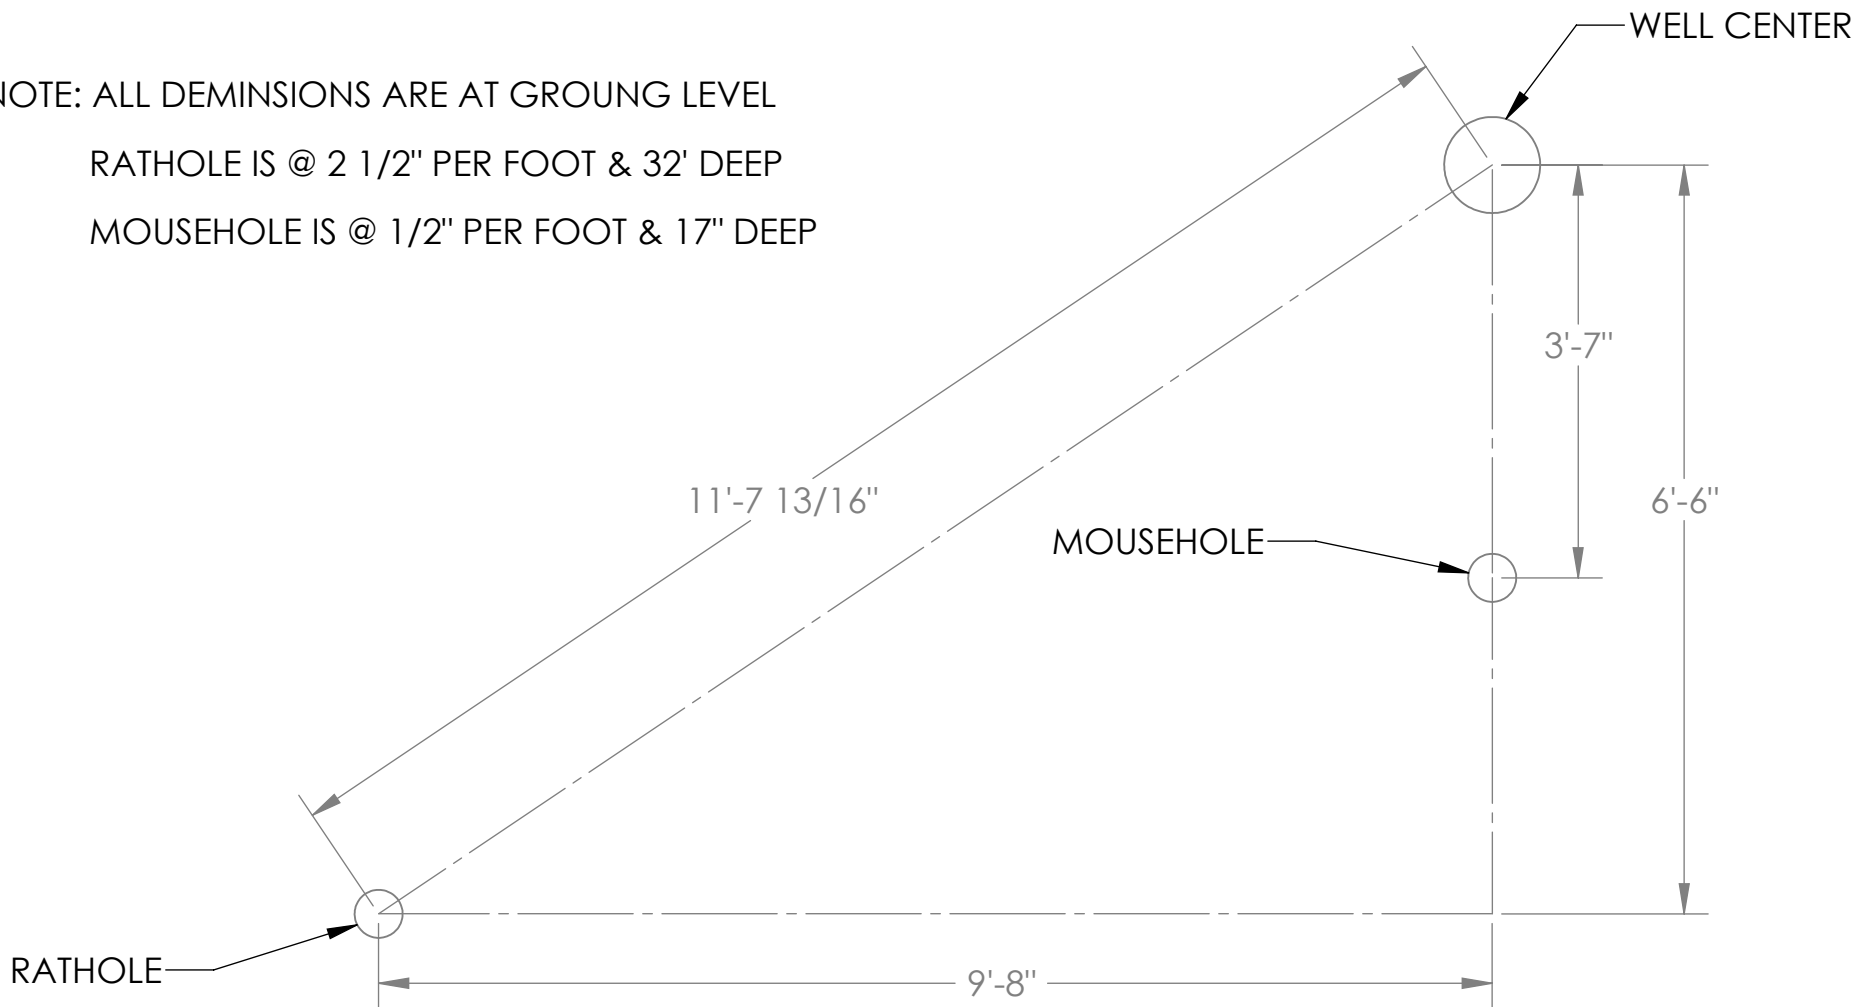 WELL CENTER
NOTE: ALL DEMINSIONS ARE AT GROUNG LEVEL
RATHOLE IS @ 2 1/2" PER FOOT & 32' DEEP
MOUSEHOLE IS @ 1/2" PER FOOT & 17" DEEP
3'-7"
11'-7 13/16"
6'-6"
MOUSEHOLE
RATHOLE
9'-8"